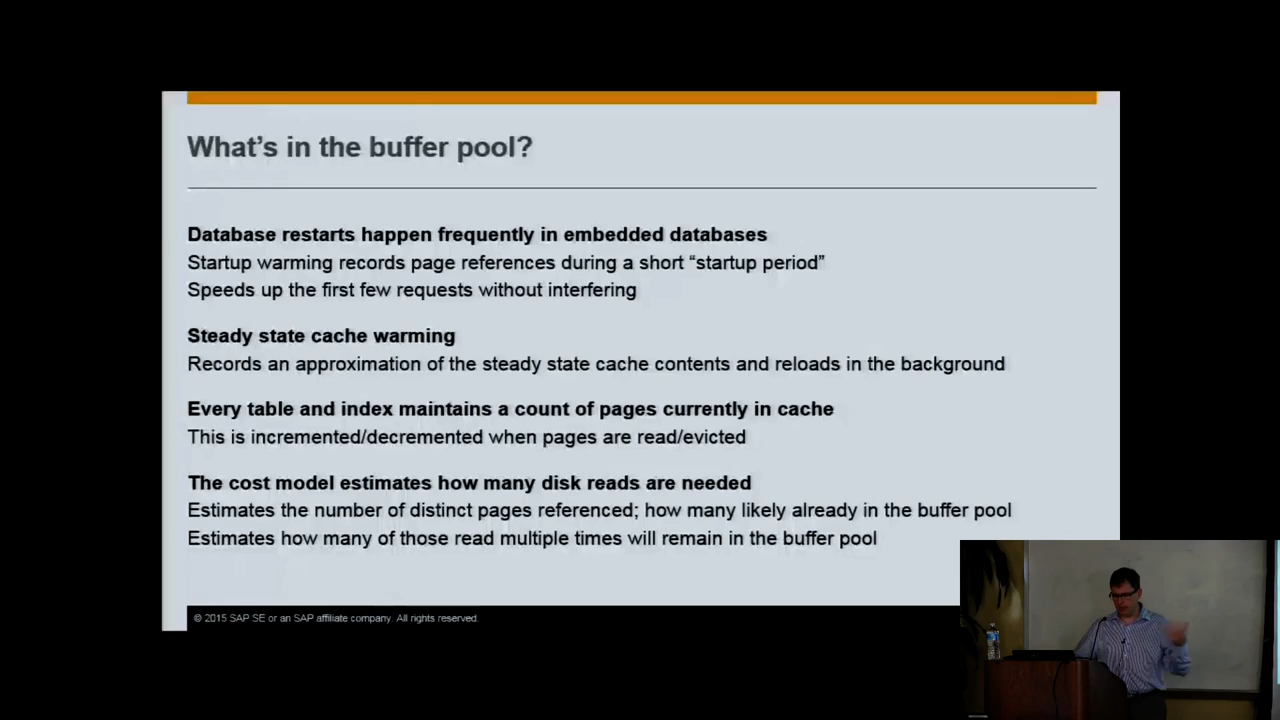 What's in the buffer pool?
Database restarts happen frequently in embedded databases
Startup warming records page references during a short “startup period”
Speeds up the first few requests without interfering
Steady state cache warming
Records an approximation of the steady state cache contents and reloads in the background
Every table and index maintains a count of pages currently in cache
This is incremented/decremented when pages are read/evicted
The cost model estimates how many disk reads are needed
Estimates the number of distinct pages referenced; how many likely already in the buffer pool
Estimates how many of those read multiple times will remain in the buffer pool
© 2015 SAP SE or an SAP affiliate company. All rights reserved.